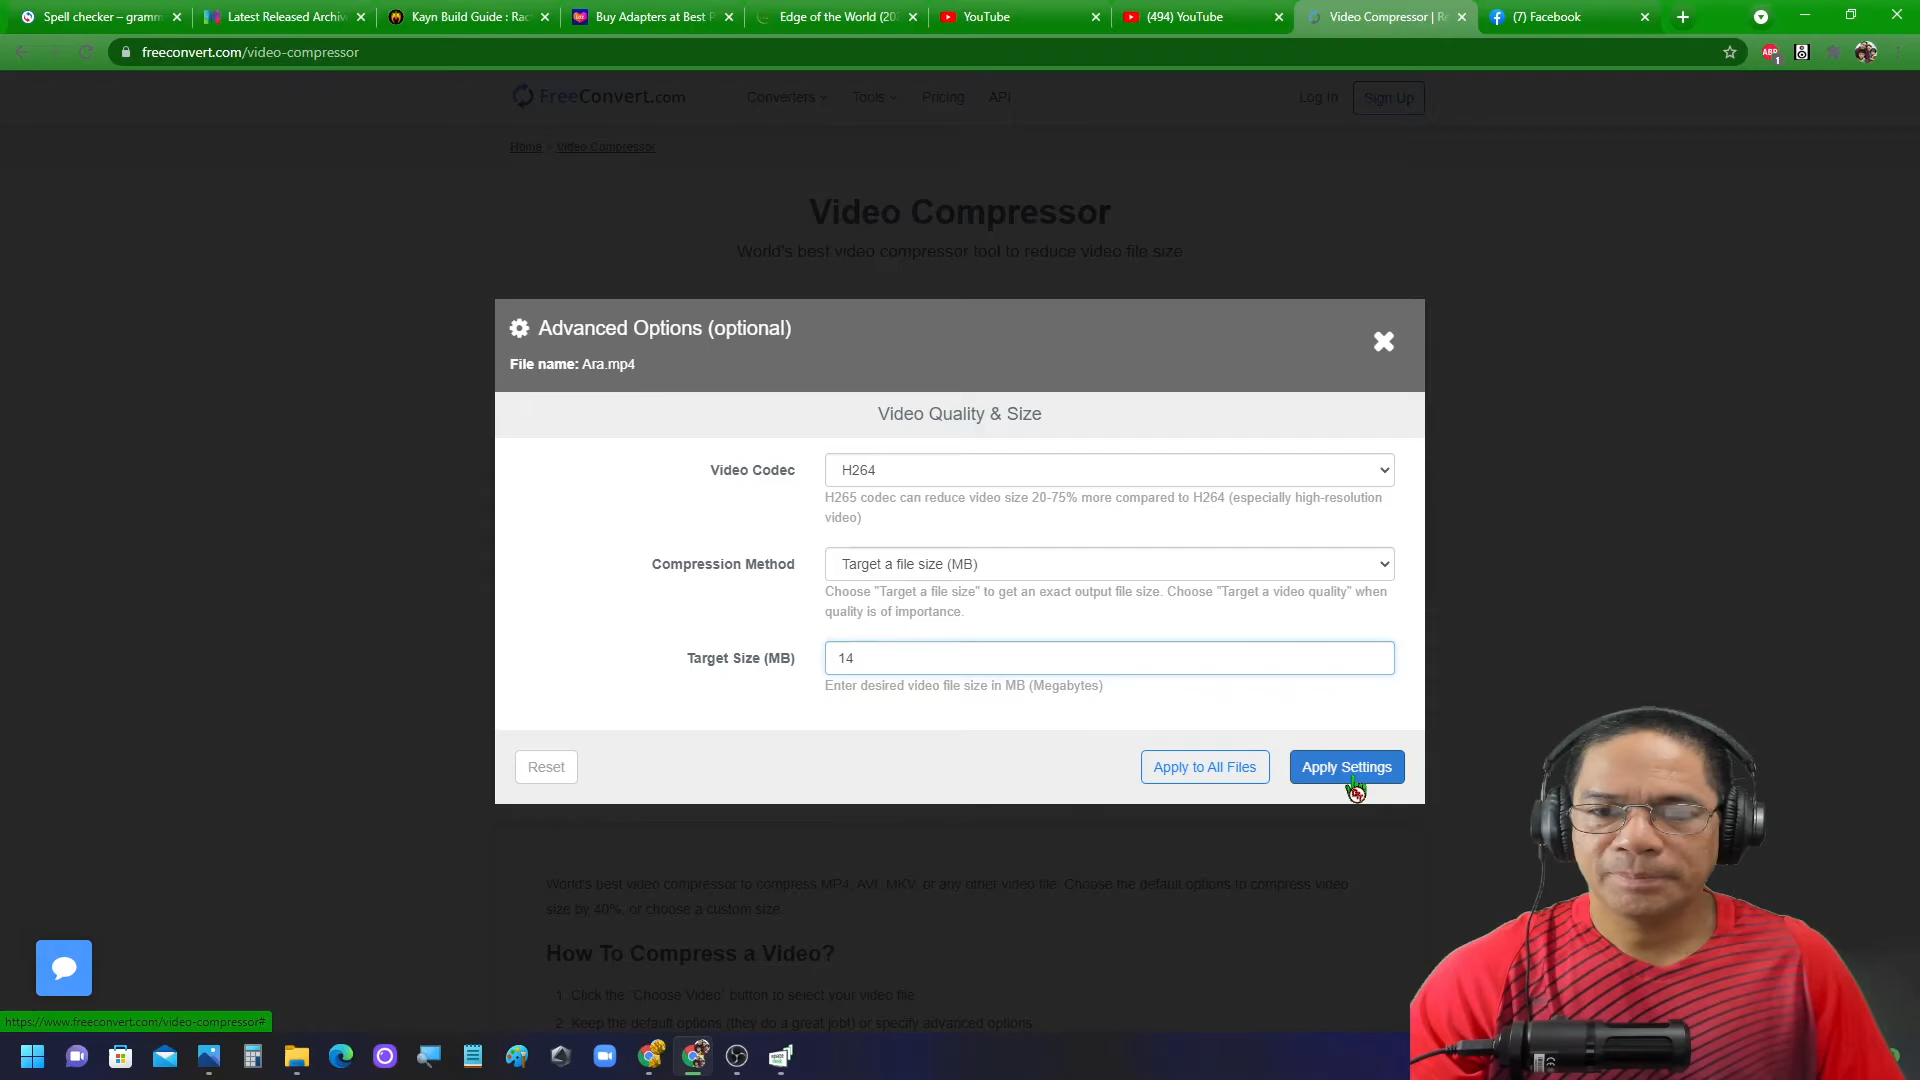 Spell checker – gramm
Latest Released Archiv
Kayn Build Guide : Rac
Buy Adapters at Best P
Edge of the World (202
YouTube
(494) YouTube
Video Compressor | Re
(7) Facebook
freeconvert.com/video-compressor
ABP
1
FreeConvert.com
Converters
Tools
Pricing
API
Log In
Sign Up
Home
Video Compressor
Video Compressor
World's best video compressor tool to reduce video file size
Advanced Options (optional)
File name: Ara.mp4
Video Quality & Size
Video Codec
H264
H265 codec can reduce video size 20-75% more compared to H264 (especially high-resolution
video)
Compression Method
Target a file size (MB)
Choose "Target a file size" to get an exact output file size. Choose "Target a video quality" when
quality is of importance.
Target Size (MB)
14
Enter desired video file size in MB (Megabytes)
Reset
Apply to All Files
Apply Settings
World's best video compressor to compress MP4, AVI, MKV, or any other video file. Choose the default options to compress video
size by 40%, or choose a custom size.
How To Compress a Video?
1. Click the "Choose Video" button to select your video file
2. Keep the default options (they do a great job!) or specify advanced options
https://www.freeconvert.com/video-compressor#